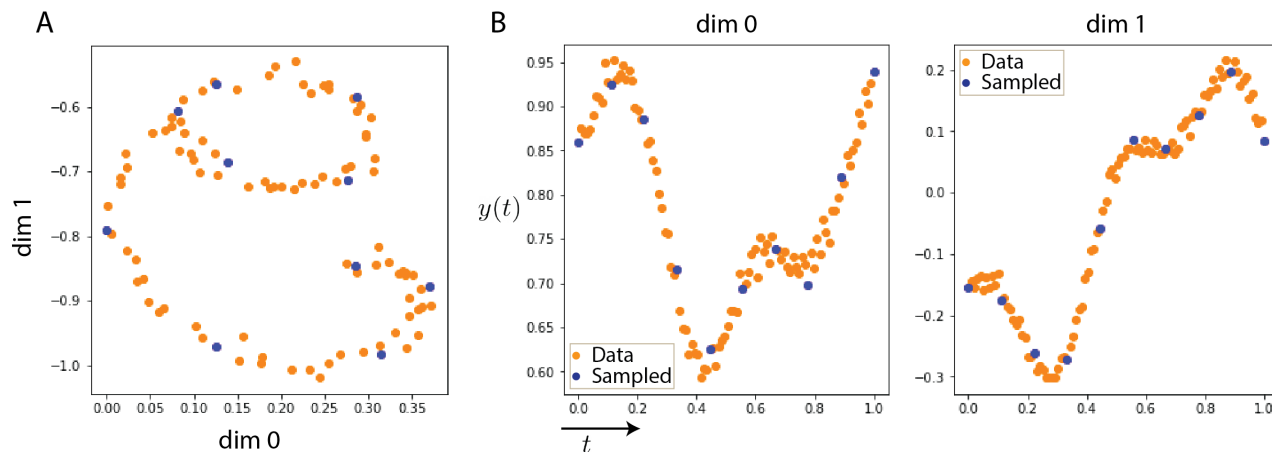 A
dim 1
−0.6
−0.7
−0.8
−0.9
−1.0
0.00 0.05 0.10 0.15 0.20 0.25 0.30 0.35
dim 0
B
dim 0
y(t)
0.95
0.90
0.85
0.80
0.75
0.70
0.65
0.60
Data
Sampled
0.0 0.2 0.4 0.6 0.8 1.0
t
dim 1
Data
Sampled
0.2
0.1
0.0
−0.1
−0.2
−0.3
0.0 0.2 0.4 0.6 0.8 1.0